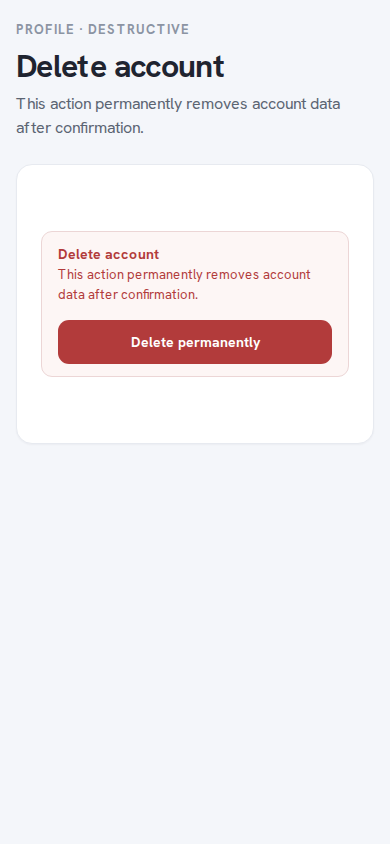 PROFILE · DESTRUCTIVE
Delete account
This action permanently removes account data
after confirmation.
Delete account
This action permanently removes account
data after confirmation.
Delete permanently